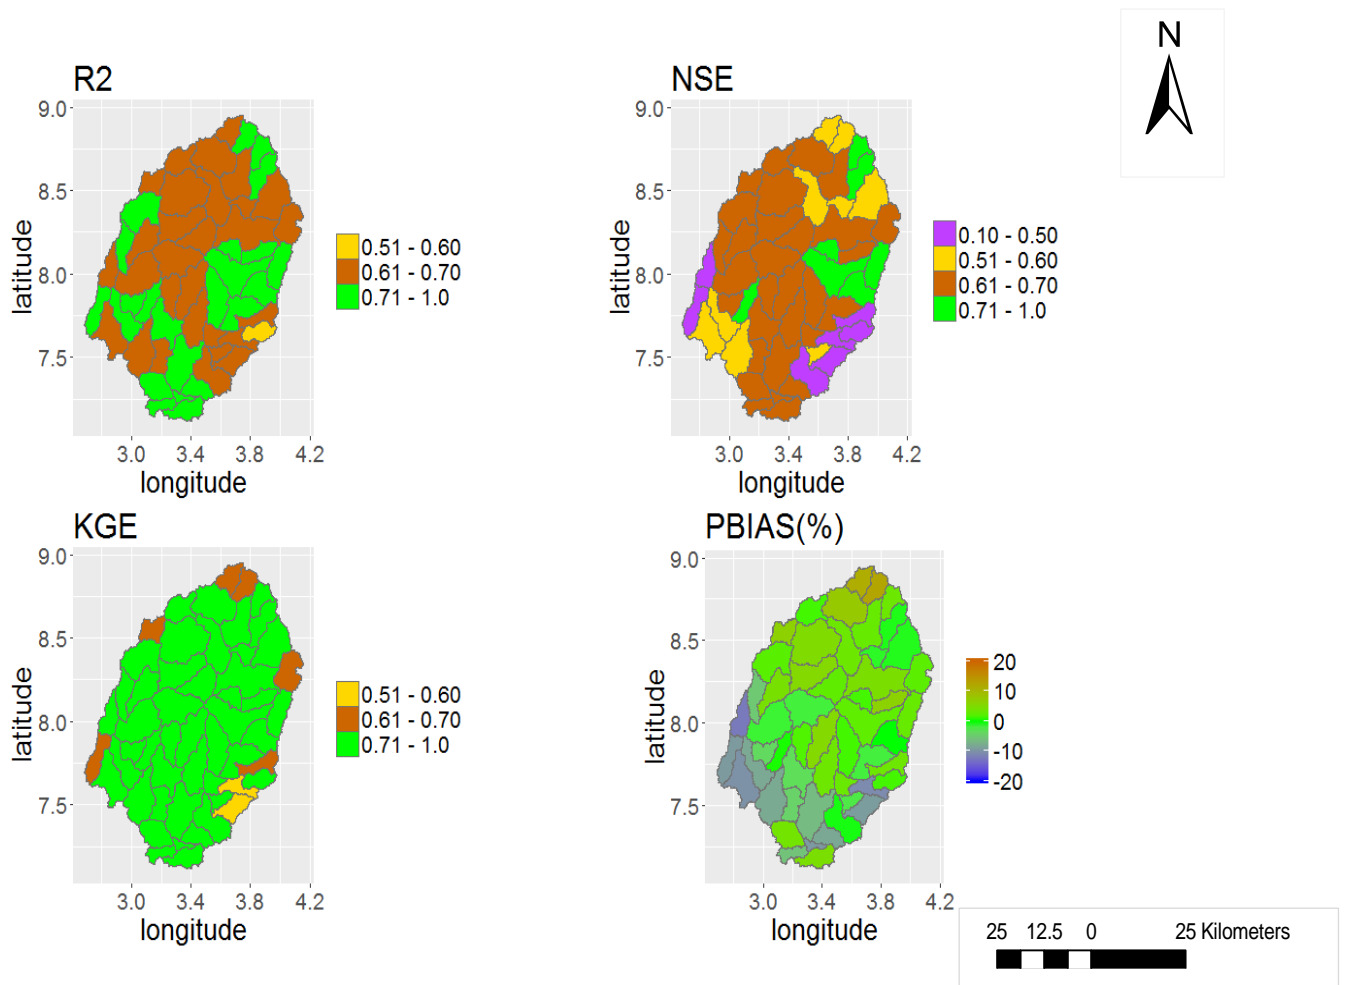 N
R2
9.0
8.5
8.0
7.5
latitude
3.0 3.4 3.8 4.2
longitude
0.51 - 0.60
0.61 - 0.70
0.71 - 1.0
NSE
9.0
8.5
8.0
7.5
latitude
3.0 3.4 3.8 4.2
longitude
0.10 - 0.50
0.51 - 0.60
0.61 - 0.70
0.71 - 1.0
KGE
9.0
8.5
8.0
7.5
latitude
3.0 3.4 3.8 4.2
longitude
0.51 - 0.60
0.61 - 0.70
0.71 - 1.0
PBIAS(%)
9.0
8.5
8.0
7.5
latitude
3.0 3.4 3.8 4.2
longitude
20
10
0
-10
-20
25 12.5 0 25 Kilometers